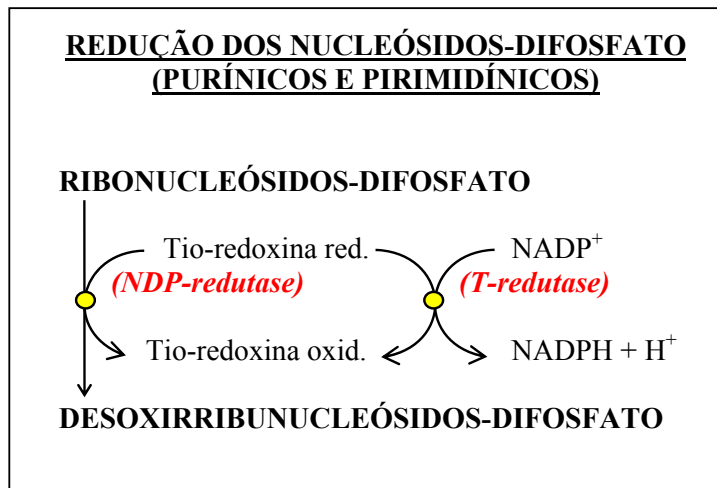 REDUÇÃO DOS NUCLEÓSIDOS-DIFOSFATO
(PURÍNICOS E PIRIMIDÍNICOS)
RIBONUCLEÓSIDOS-DIFOSFATO
Tio-redoxina red. NADP+
(NDP-redutase) (T-redutase)
Tio-redoxina oxid. NADPH + H+
DESOXIRRIBUNUCLEÓSIDOS-DIFOSFATO